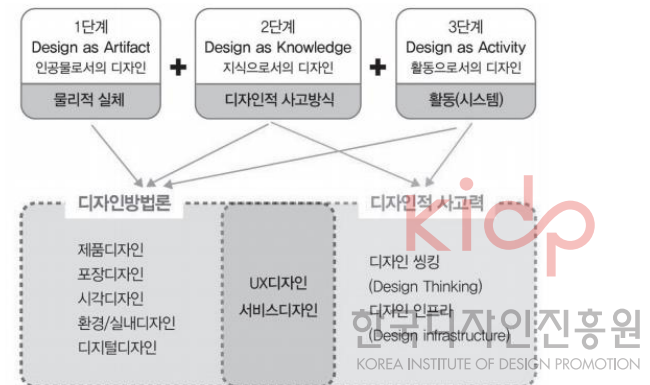 1단계
Design as Artifact
인공물로서의 디자인
물리적 실체
+
2단계
Design as Knowledge
지식으로서의 디자인
디자인적 사고방식
+
3단계
Design as Activity
활동으로서의 디자인
활동(시스템)
디자인방법론
제품디자인
포장디자인
시각디자인
환경/실내디자인
디지털디자인
UX디자인
서비스디자인
디자인적 사고력
디자인 씽킹
(Design Thinking)
디자인 인프라
(Design infrastructure)
kidp
한국디자인진흥원
KOREA INSTITUTE OF DESIGN PROMOTION